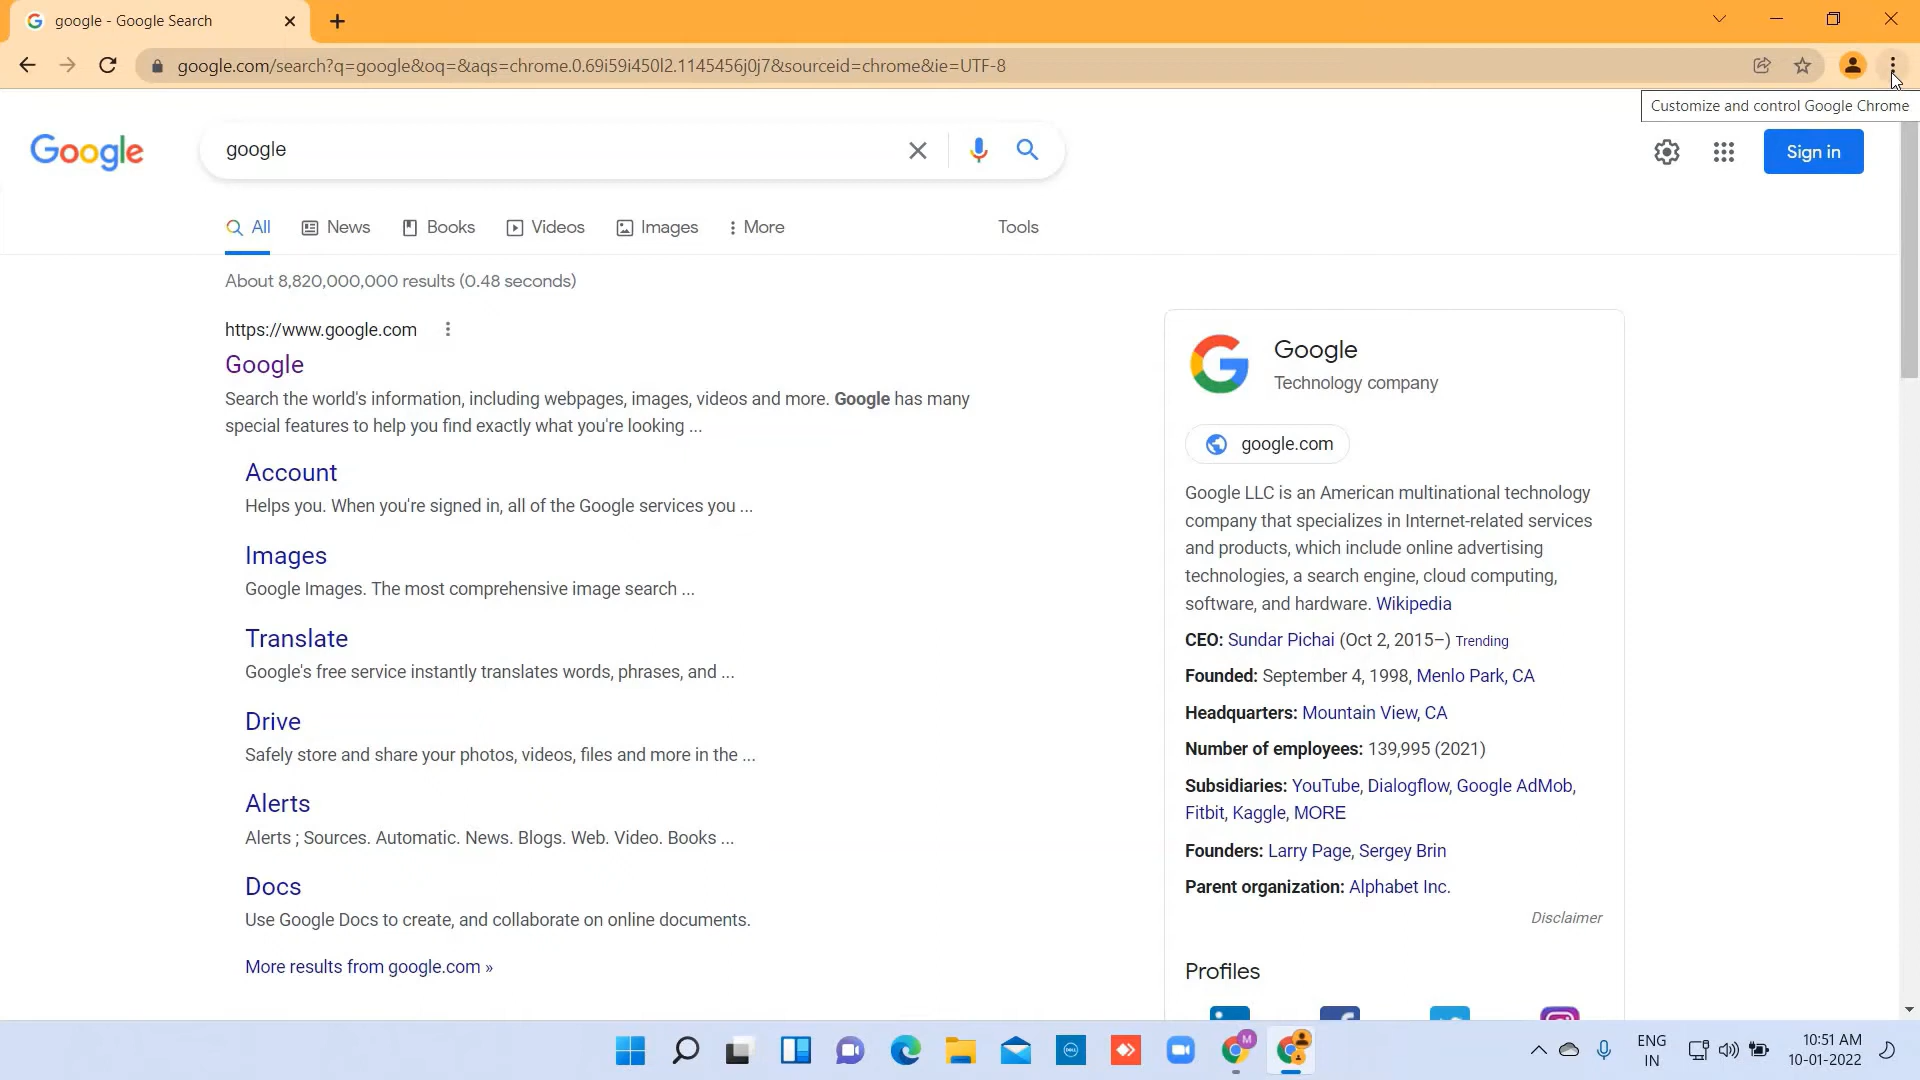 google - Google Search
google.com/search?q=google&oq=&aqs=chrome.0.69i59i450l2.1145456j0j7&sourceid=chrome&ie=UTF-8
Customize and control Google Chrome
Google
google
Sign in
All
News
Books
Videos
Images
More
Tools
About 8,820,000,000 results (0.48 seconds)
https://www.google.com
Google
Search the world's information, including webpages, images, videos and more. Google has many
special features to help you find exactly what you're looking ...
Account
Helps you. When you're signed in, all of the Google services you ...
Images
Google Images. The most comprehensive image search ...
Translate
Google's free service instantly translates words, phrases, and ...
Drive
Safely store and share your photos, videos, files and more in the ...
Alerts
Alerts ; Sources. Automatic. News. Blogs. Web. Video. Books ...
Docs
Use Google Docs to create, and collaborate on online documents.
More results from google.com »
Google
Technology company
google.com
Google LLC is an American multinational technology
company that specializes in Internet-related services
and products, which include online advertising
technologies, a search engine, cloud computing,
software, and hardware. Wikipedia
CEO: Sundar Pichai (Oct 2, 2015–) Trending
Founded: September 4, 1998, Menlo Park, CA
Headquarters: Mountain View, CA
Number of employees: 139,995 (2021)
Subsidiaries: YouTube, Dialogflow, Google AdMob,
Fitbit, Kaggle, MORE
Founders: Larry Page, Sergey Brin
Parent organization: Alphabet Inc.
Disclaimer
Profiles
DELL
M
ENG
IN
10:51 AM
10-01-2022